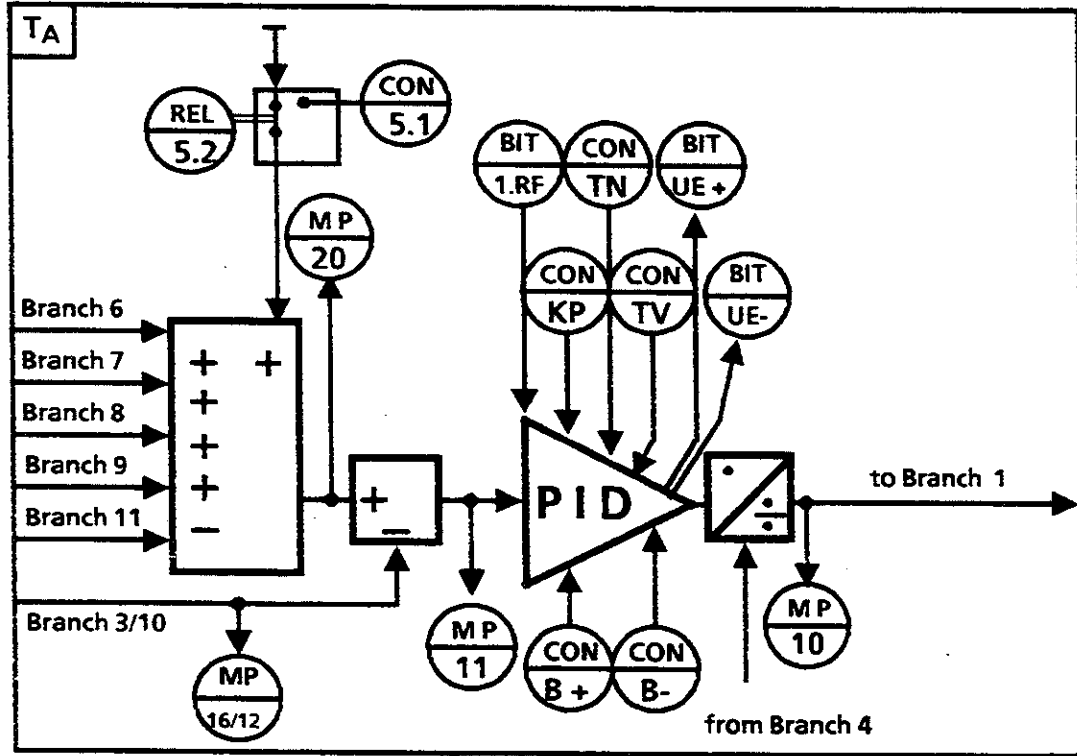 TA
CON
5.1
REL
5.2
BIT
1.RF
CON
TN
BIT
UE +
MP
20
CON
KP
CON
TV
BIT
UE-
Branch 6
Branch 7
Branch 8
Branch 9
Branch 11
+ +
+
+
+
-
+
-
PID
to Branch 1
Branch 3/10
MP
16/12
MP
11
CON
B +
CON
B-
MP
10
from Branch 4